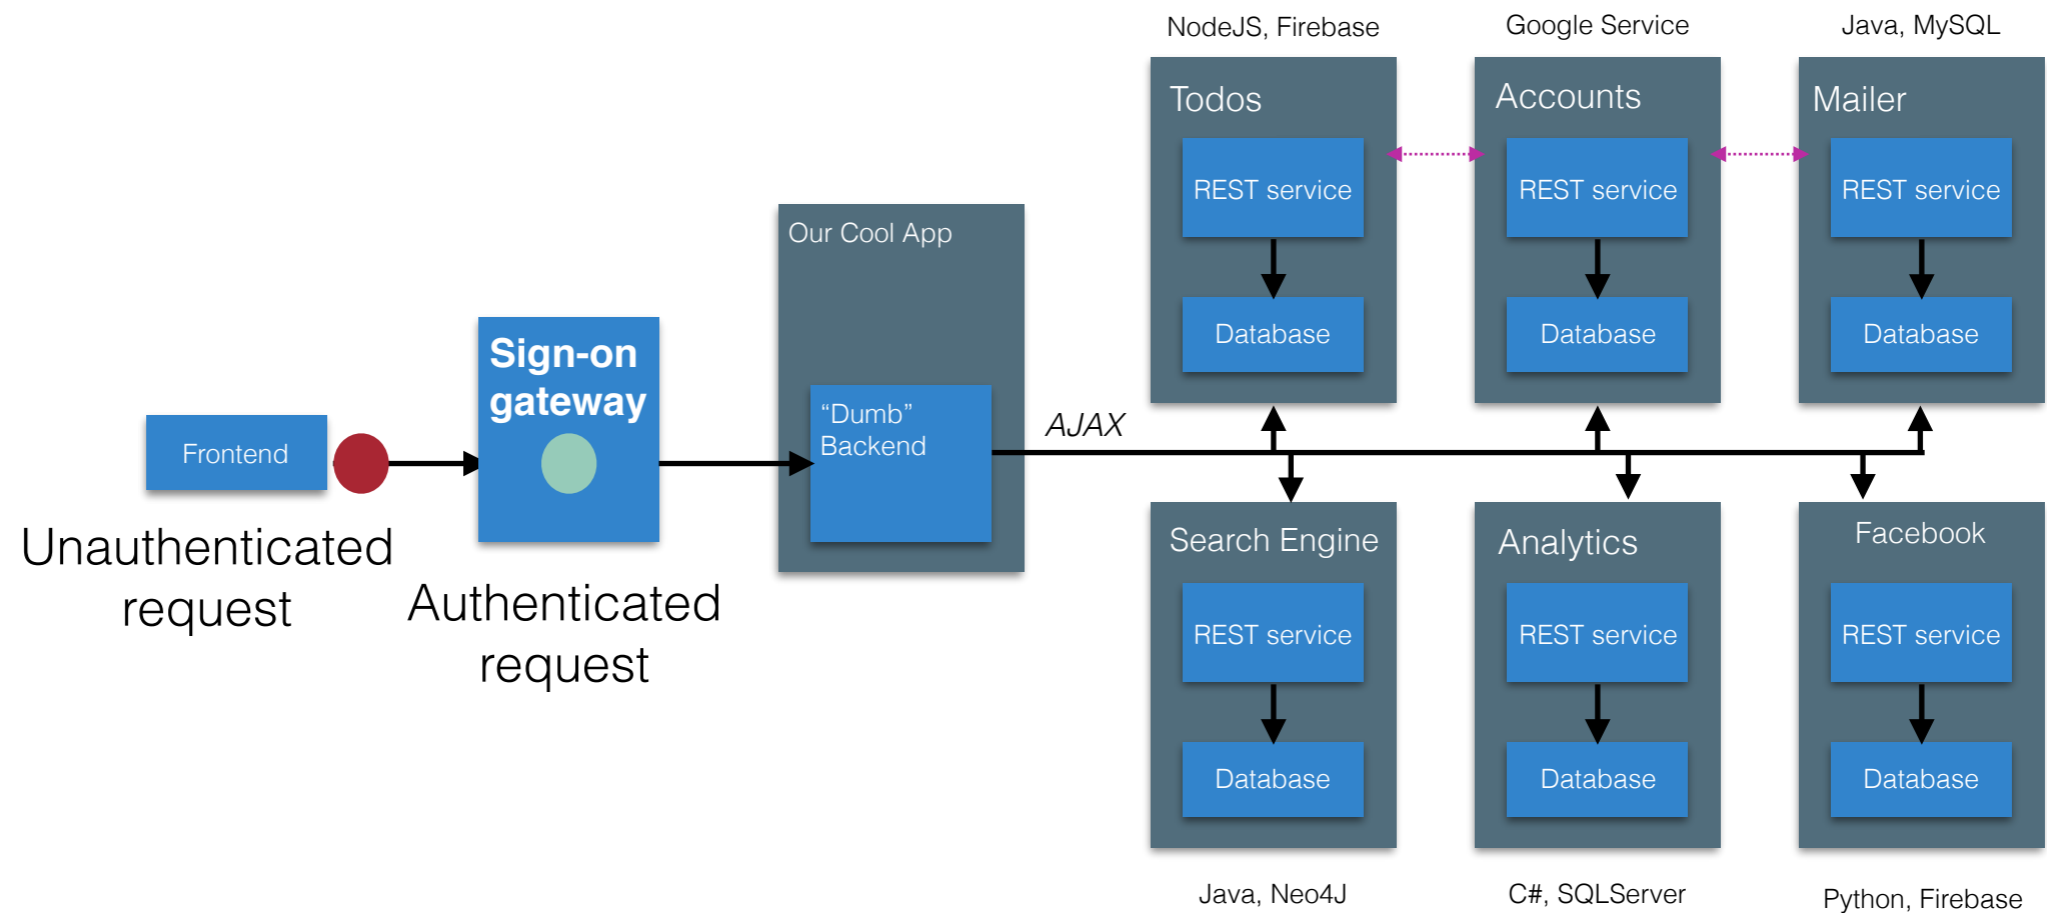 NodeJS, Firebase
Google Service
Java, MySQL
Todos
REST service
Database
Accounts
REST service
Database
Mailer
REST service
Database
Our Cool App
“Dumb”
Backend
Sign-on
gateway
Frontend
Unauthenticated
request
Authenticated
request
AJAX
Search Engine
REST service
Database
Analytics
REST service
Database
Facebook
REST service
Database
Java, Neo4J
C#, SQLServer
Python, Firebase